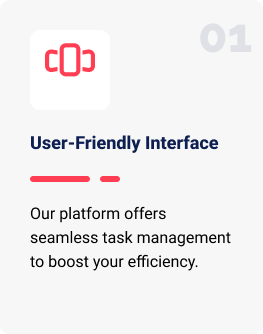 01
User-Friendly Interface
Our platform offers
seamless task management
to boost your efficiency.